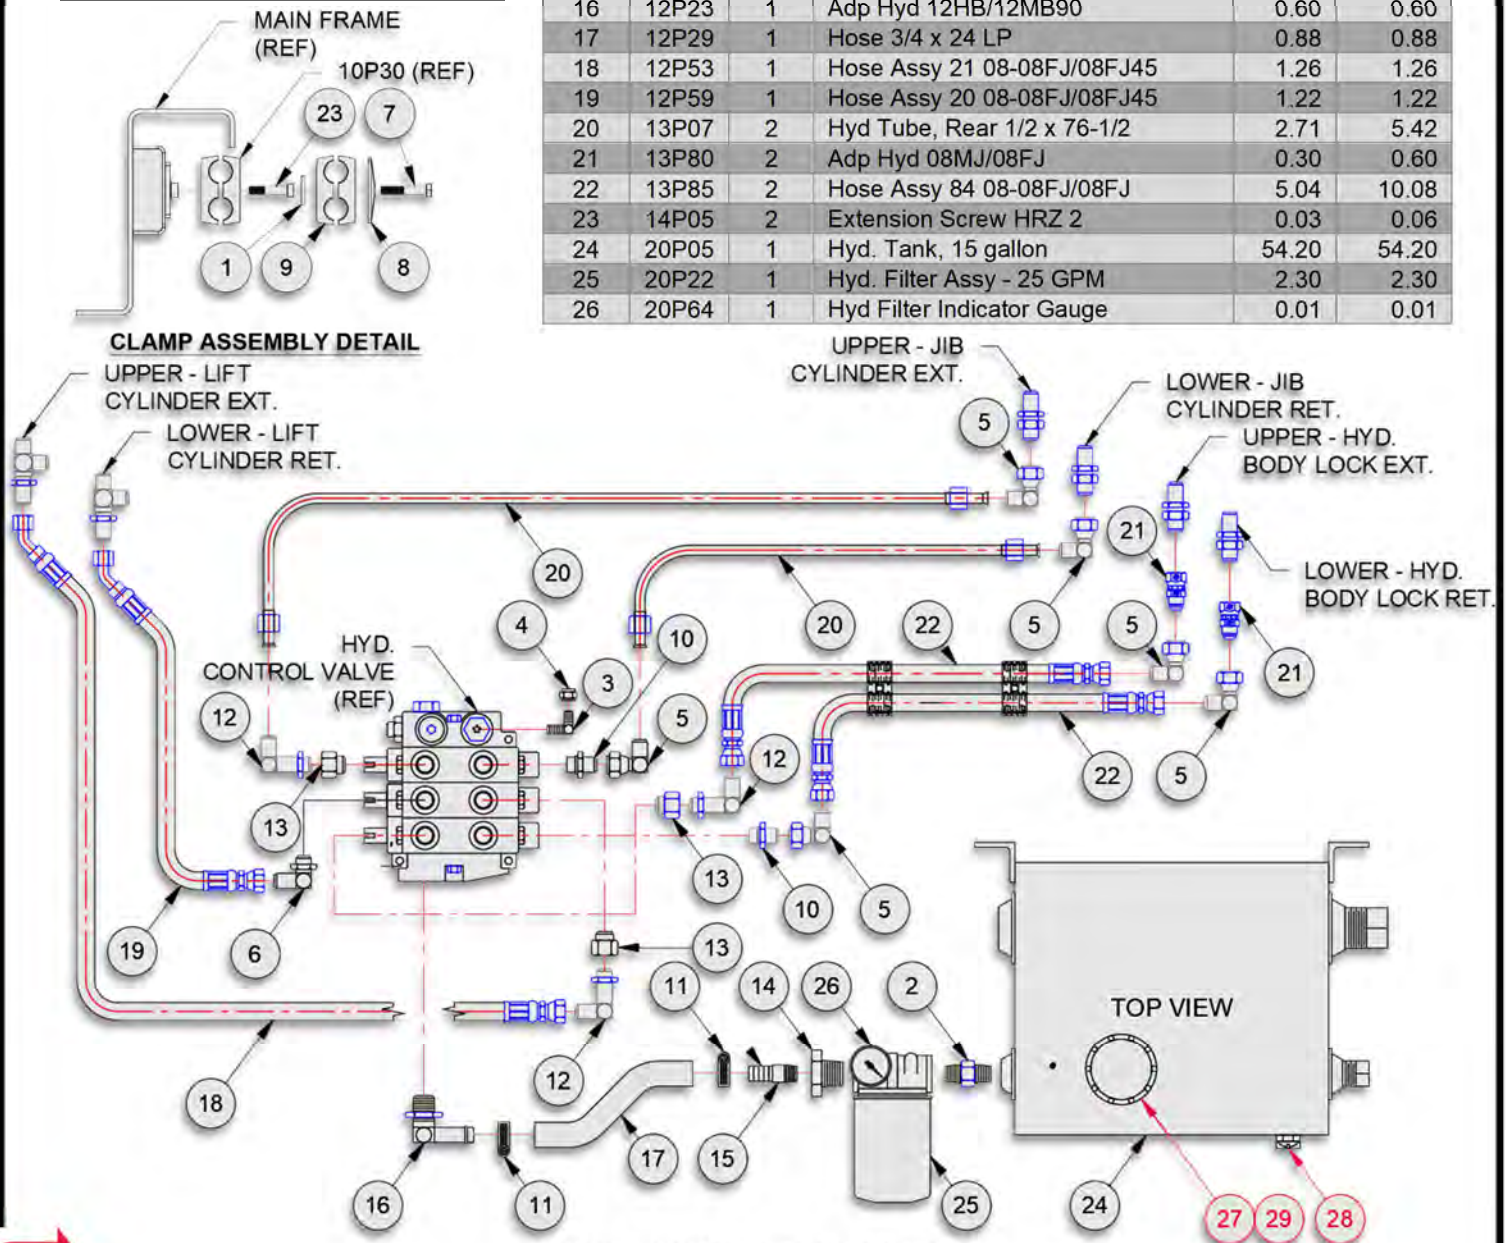 16 12P23 1 Adp Hyd 12HB/12MB90 0.60 0.60
17 12P29 1 Hose 3/4 x 24 LP 0.88 0.88
18 12P53 1 Hose Assy 21 08-08FJ/08FJ45 1.26 1.26
19 12P59 1 Hose Assy 20 08-08FJ/08FJ45 1.22 1.22
20 13P07 2 Hyd Tube, Rear 1/2 x 76-1/2 2.71 5.42
21 13P80 2 Adp Hyd 08MJ/08FJ 0.30 0.60
22 13P85 2 Hose Assy 84 08-08FJ/08FJ 5.04 10.08
23 14P05 2 Extension Screw HRZ 2 0.03 0.06
24 20P05 1 Hyd. Tank, 15 gallon 54.20 54.20
25 20P22 1 Hyd. Filter Assy - 25 GPM 2.30 2.30
26 20P64 1 Hyd Filter Indicator Gauge 0.01 0.01
MAIN FRAME
(REF)
10P30 (REF)
23
7
1
9
8
CLAMP ASSEMBLY DETAIL
UPPER - LIFT
CYLINDER EXT.
LOWER - LIFT
CYLINDER RET.
UPPER - JIB
CYLINDER EXT.
LOWER - JIB
CYLINDER RET.
UPPER - HYD.
BODY LOCK EXT.
LOWER - HYD.
BODY LOCK RET.
5
21
20
20
22
5
5
21
4
10
3
HYD.
CONTROL VALVE
(REF)
12
5
12
22
5
13
13
10
5
19
6
13
11
14
26
2
TOP VIEW
18
12
16
11
17
15
25
24
27
29
28